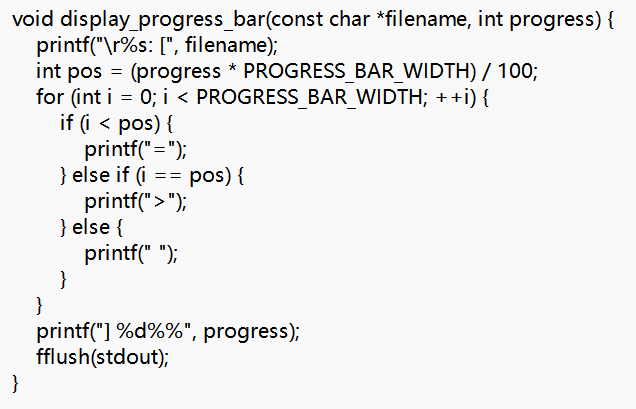 void display_progress_bar(const char *filename, int progress) {
    printf("\r%s: [", filename);
    int pos = (progress * PROGRESS_BAR_WIDTH) / 100;
    for (int i = 0; i < PROGRESS_BAR_WIDTH; ++i) {
        if (i < pos) {
            printf("=");
        } else if (i == pos) {
            printf(">");
        } else {
            printf(" ");
        }
    }
    printf("] %d%%", progress);
    fflush(stdout);
}